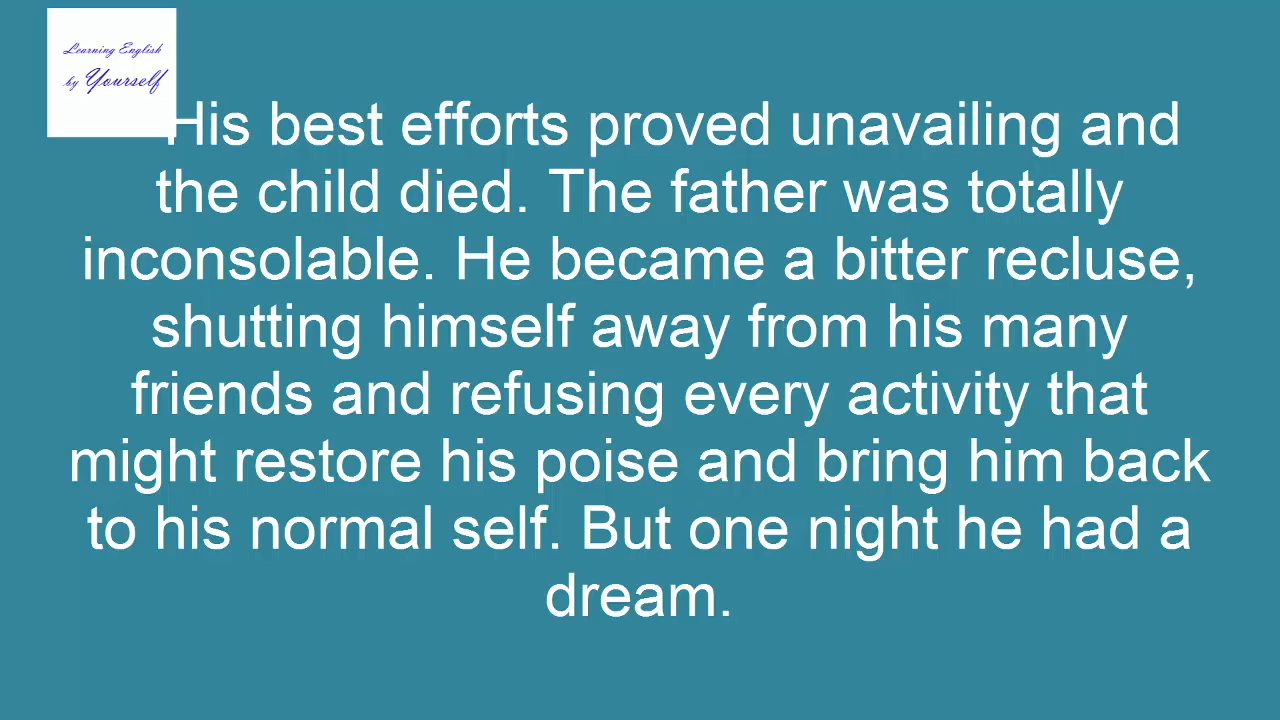 Learning English
by Yourself
His best efforts proved unavailing and
the child died. The father was totally
inconsolable. He became a bitter recluse,
shutting himself away from his many
friends and refusing every activity that
might restore his poise and bring him back
to his normal self. But one night he had a
dream.